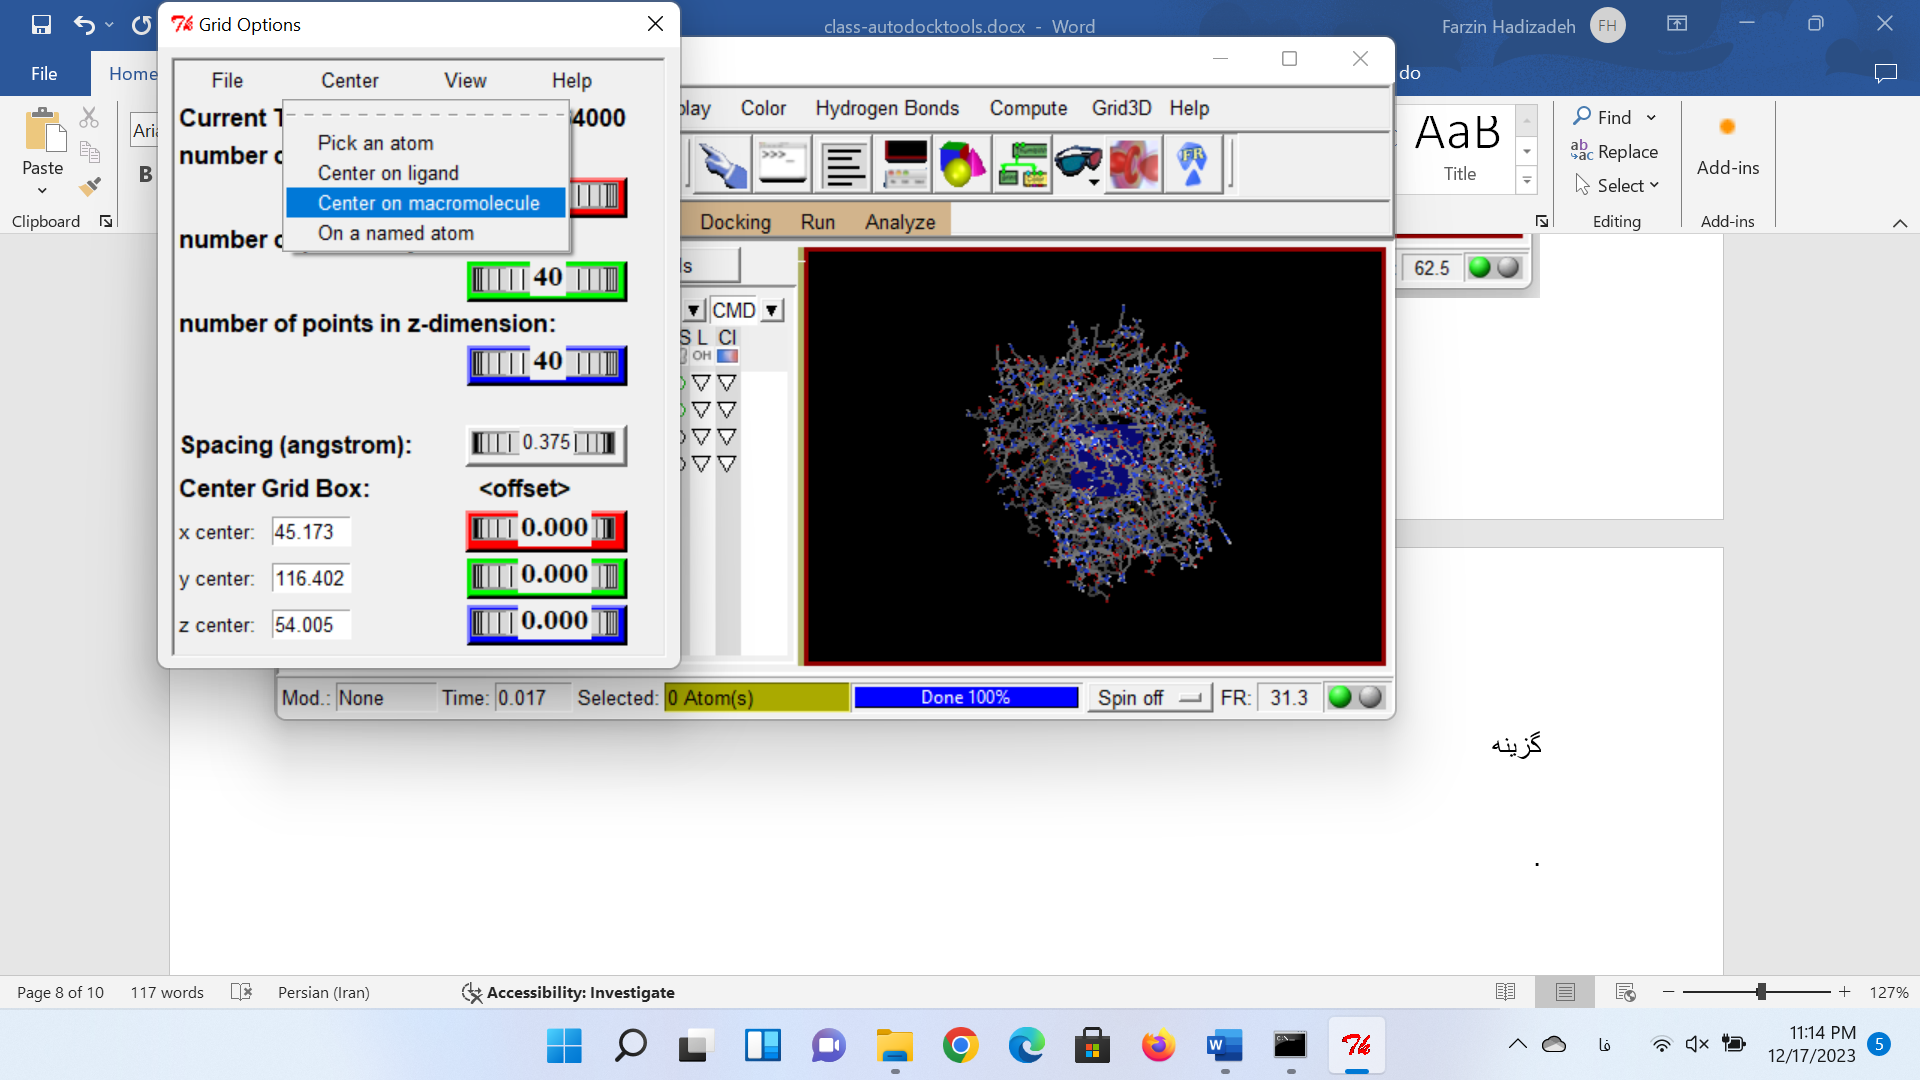 class-autodocktools.docx - Word
Farzin Hadizadeh
FH
Grid Options
File
Home
do
File
Center
View
Help
Current T
4000
Pick an atom
Center on ligand
Center on macromolecule
On a named atom
number of points in z-dimension:
40
40
Spacing (angstrom):
0.375
Center Grid Box:
<offset>
x center:
45.173
0.000
y center:
116.402
0.000
z center:
54.005
0.000
Color
Hydrogen Bonds
Compute
Grid3D
Help
>>>_
FR
Docking
Run
Analyze
CMD
S L Cl
OH
Mod.:
None
Time:
0.017
Selected:
0 Atom(s)
Done 100%
Spin off
FR:
31.3
Paste
B
Clipboard
AaB
Title
Find
Replace
Select
Editing
Add-ins
Add-ins
62.5
گزینه
.
Page 8 of 10
117 words
Persian (Iran)
Accessibility: Investigate
127%
فا
11:14 PM
12/17/2023
5